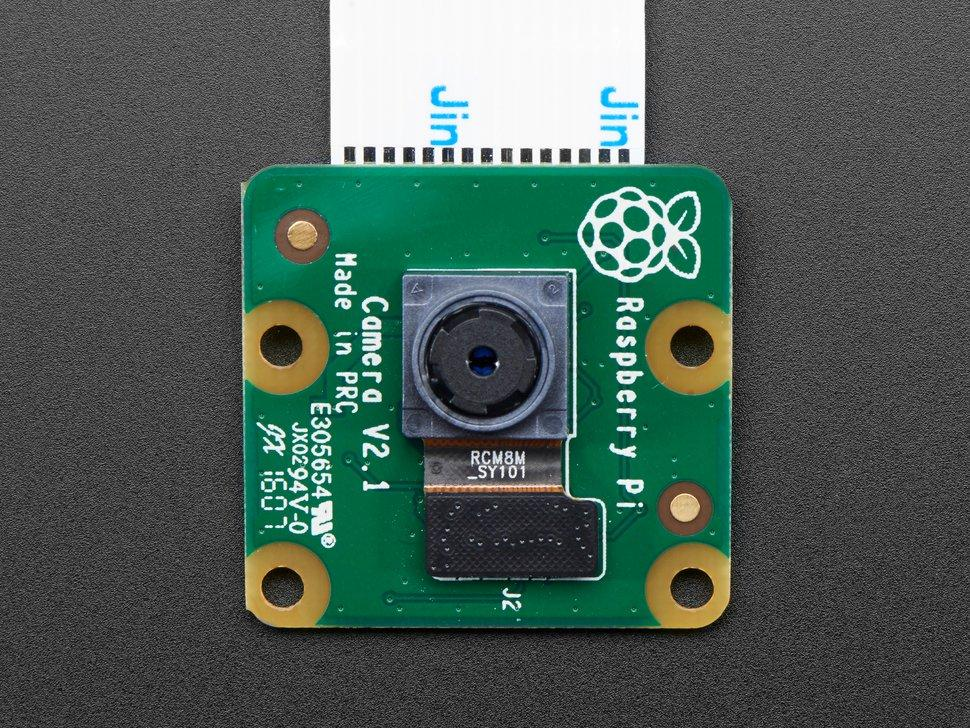 Jin
Jin
Raspberry Pi
Camera V2.1
Made in PRC
RCM8M
_SY101
E305654
JX0294V-0
1607
J2